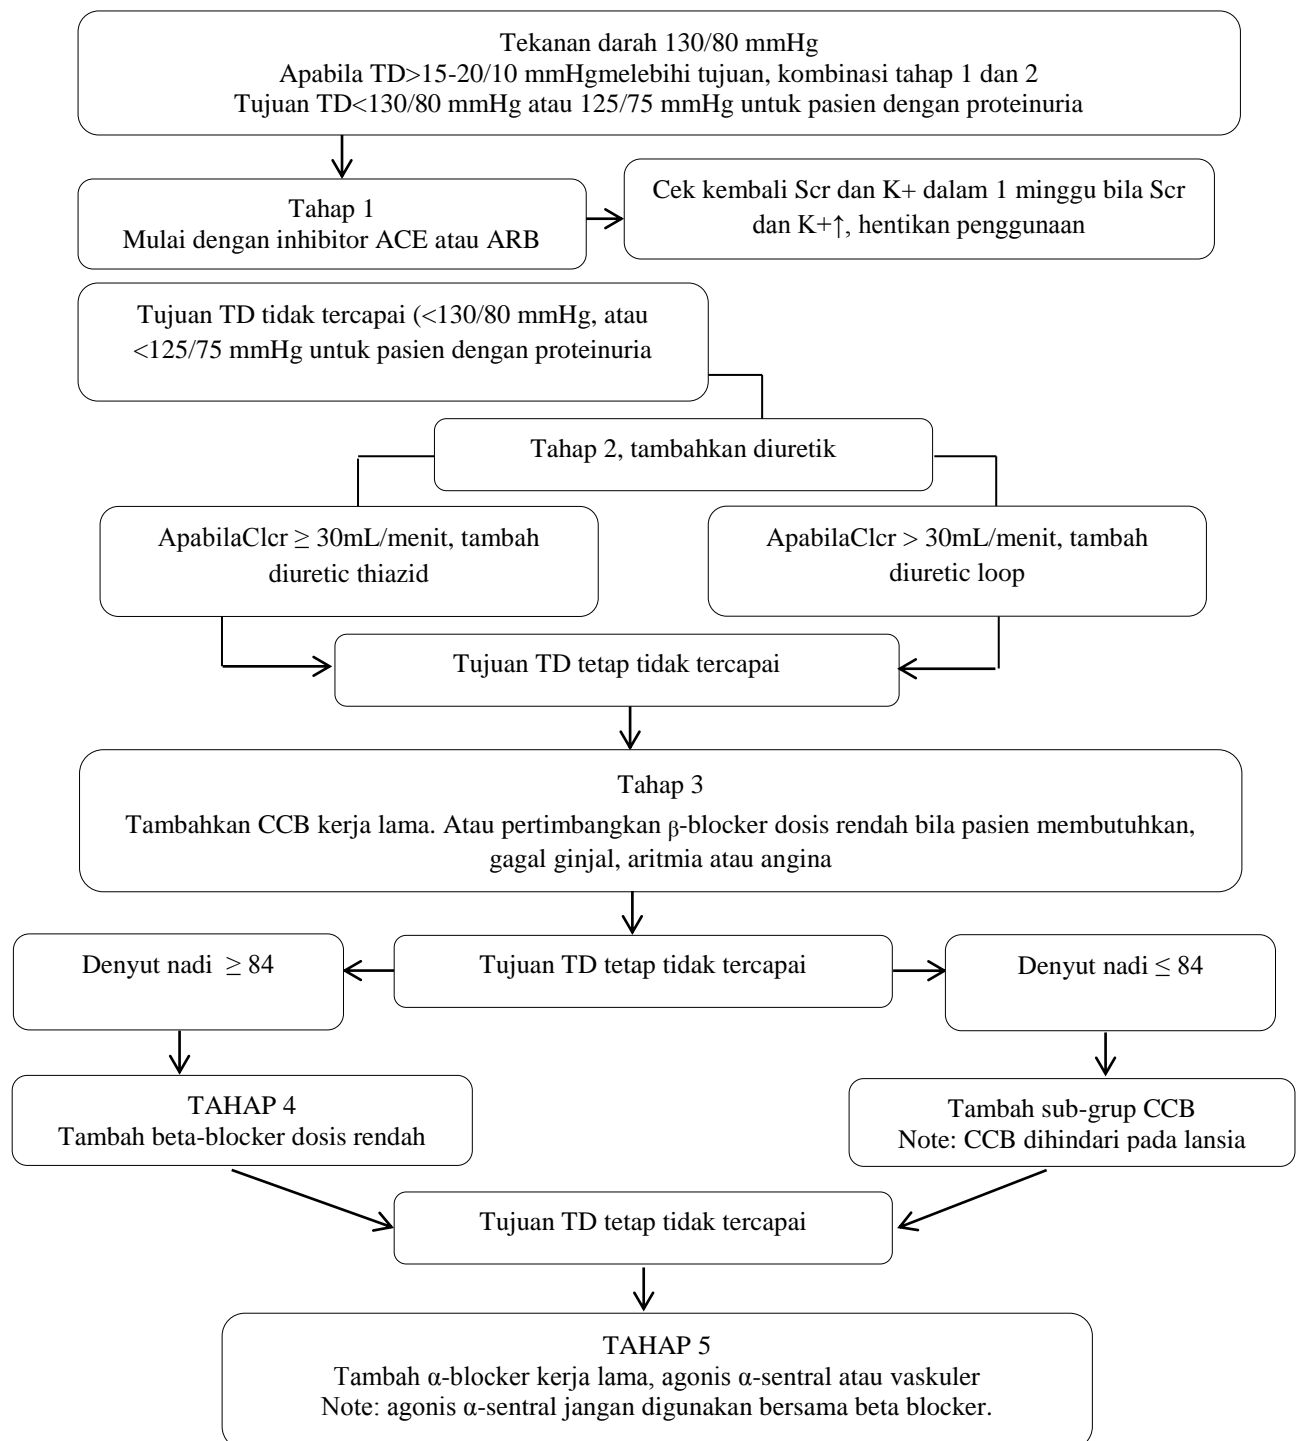 Tekanan darah 130/80 mmHg
Apabila TD>15-20/10 mmHgmelebihi tujuan, kombinasi tahap 1 dan 2
Tujuan TD<130/80 mmHg atau 125/75 mmHg untuk pasien dengan proteinuria
Tahap 1
Mulai dengan inhibitor ACE atau ARB
Cek kembali Scr dan K+ dalam 1 minggu bila Scr
dan K+↑, hentikan penggunaan
Tujuan TD tidak tercapai (<130/80 mmHg, atau
<125/75 mmHg untuk pasien dengan proteinuria
Tahap 2, tambahkan diuretik
ApabilaClcr ≥ 30mL/menit, tambah
diuretic thiazid
ApabilaClcr > 30mL/menit, tambah
diuretic loop
Tujuan TD tetap tidak tercapai
Tahap 3
Tambahkan CCB kerja lama. Atau pertimbangkan β-blocker dosis rendah bila pasien membutuhkan,
gagal ginjal, aritmia atau angina
Denyut nadi ≥ 84
Tujuan TD tetap tidak tercapai
Denyut nadi ≤ 84
TAHAP 4
Tambah beta-blocker dosis rendah
Tambah sub-grup CCB
Note: CCB dihindari pada lansia
Tujuan TD tetap tidak tercapai
TAHAP 5
Tambah α-blocker kerja lama, agonis α-sentral atau vaskuler
Note: agonis α-sentral jangan digunakan bersama beta blocker.